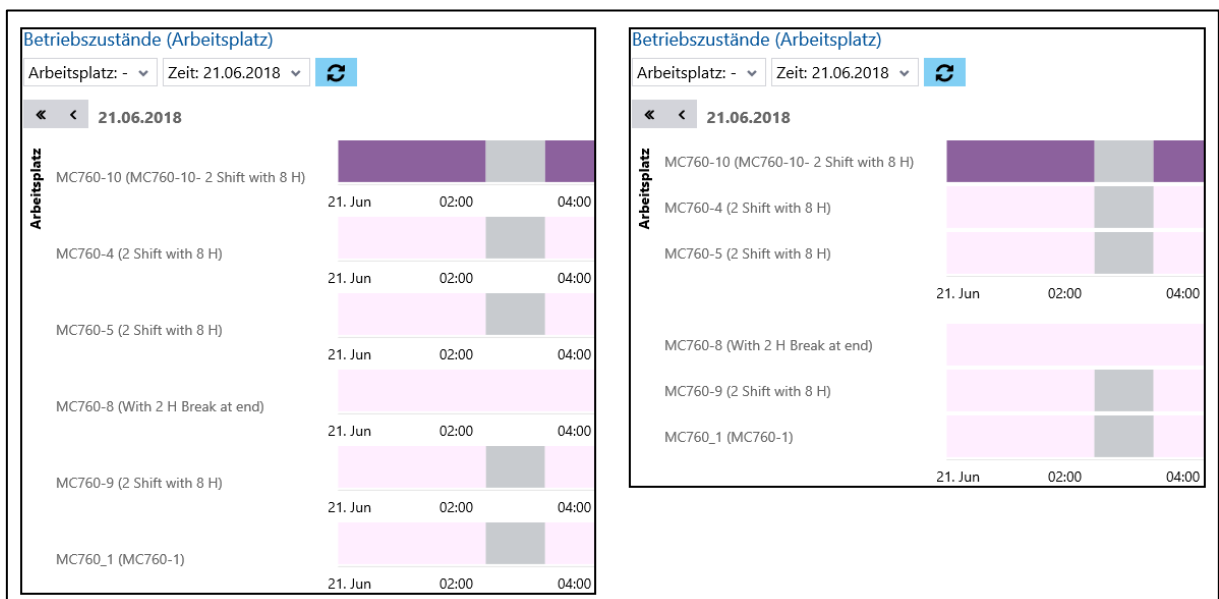 Betriebszustände (Arbeitsplatz)
Arbeitsplatz: -
Zeit: 21.06.2018
21.06.2018
Arbeitsplatz
MC760-10 (MC760-10- 2 Shift with 8 H)
21. Jun 02:00 04:00
MC760-4 (2 Shift with 8 H)
21. Jun 02:00 04:00
MC760-5 (2 Shift with 8 H)
21. Jun 02:00 04:00
MC760-8 (With 2 H Break at end)
21. Jun 02:00 04:00
MC760-9 (2 Shift with 8 H)
21. Jun 02:00 04:00
MC760_1 (MC760-1)
21. Jun 02:00 04:00
Betriebszustände (Arbeitsplatz)
Arbeitsplatz: -
Zeit: 21.06.2018
21.06.2018
Arbeitsplatz
MC760-10 (MC760-10- 2 Shift with 8 H)
MC760-4 (2 Shift with 8 H)
MC760-5 (2 Shift with 8 H)
21. Jun 02:00 04:00
MC760-8 (With 2 H Break at end)
MC760-9 (2 Shift with 8 H)
MC760_1 (MC760-1)
21. Jun 02:00 04:00